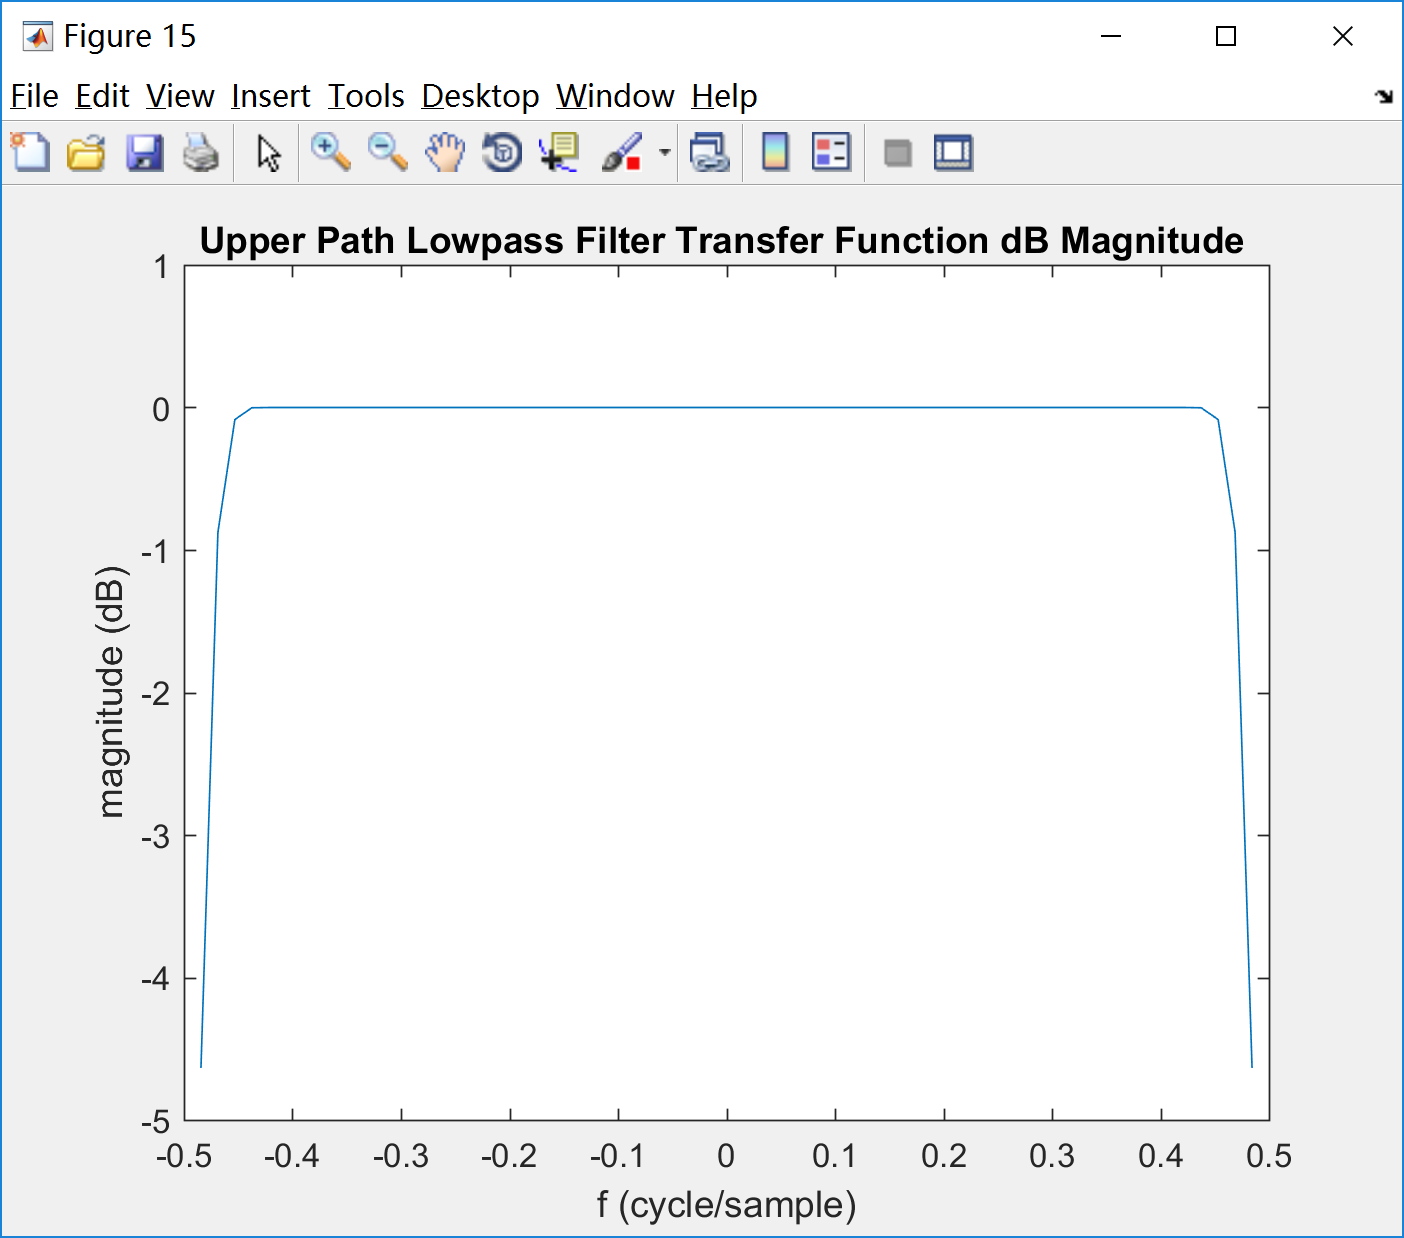 Figure 15
File Edit View Insert Tools Desktop Window Help
Upper Path Lowpass Filter Transfer Function dB Magnitude
1
0
-1
-2
-3
-4
-5
magnitude (dB)
-0.5 -0.4 -0.3 -0.2 -0.1 0 0.1 0.2 0.3 0.4 0.5
f (cycle/sample)